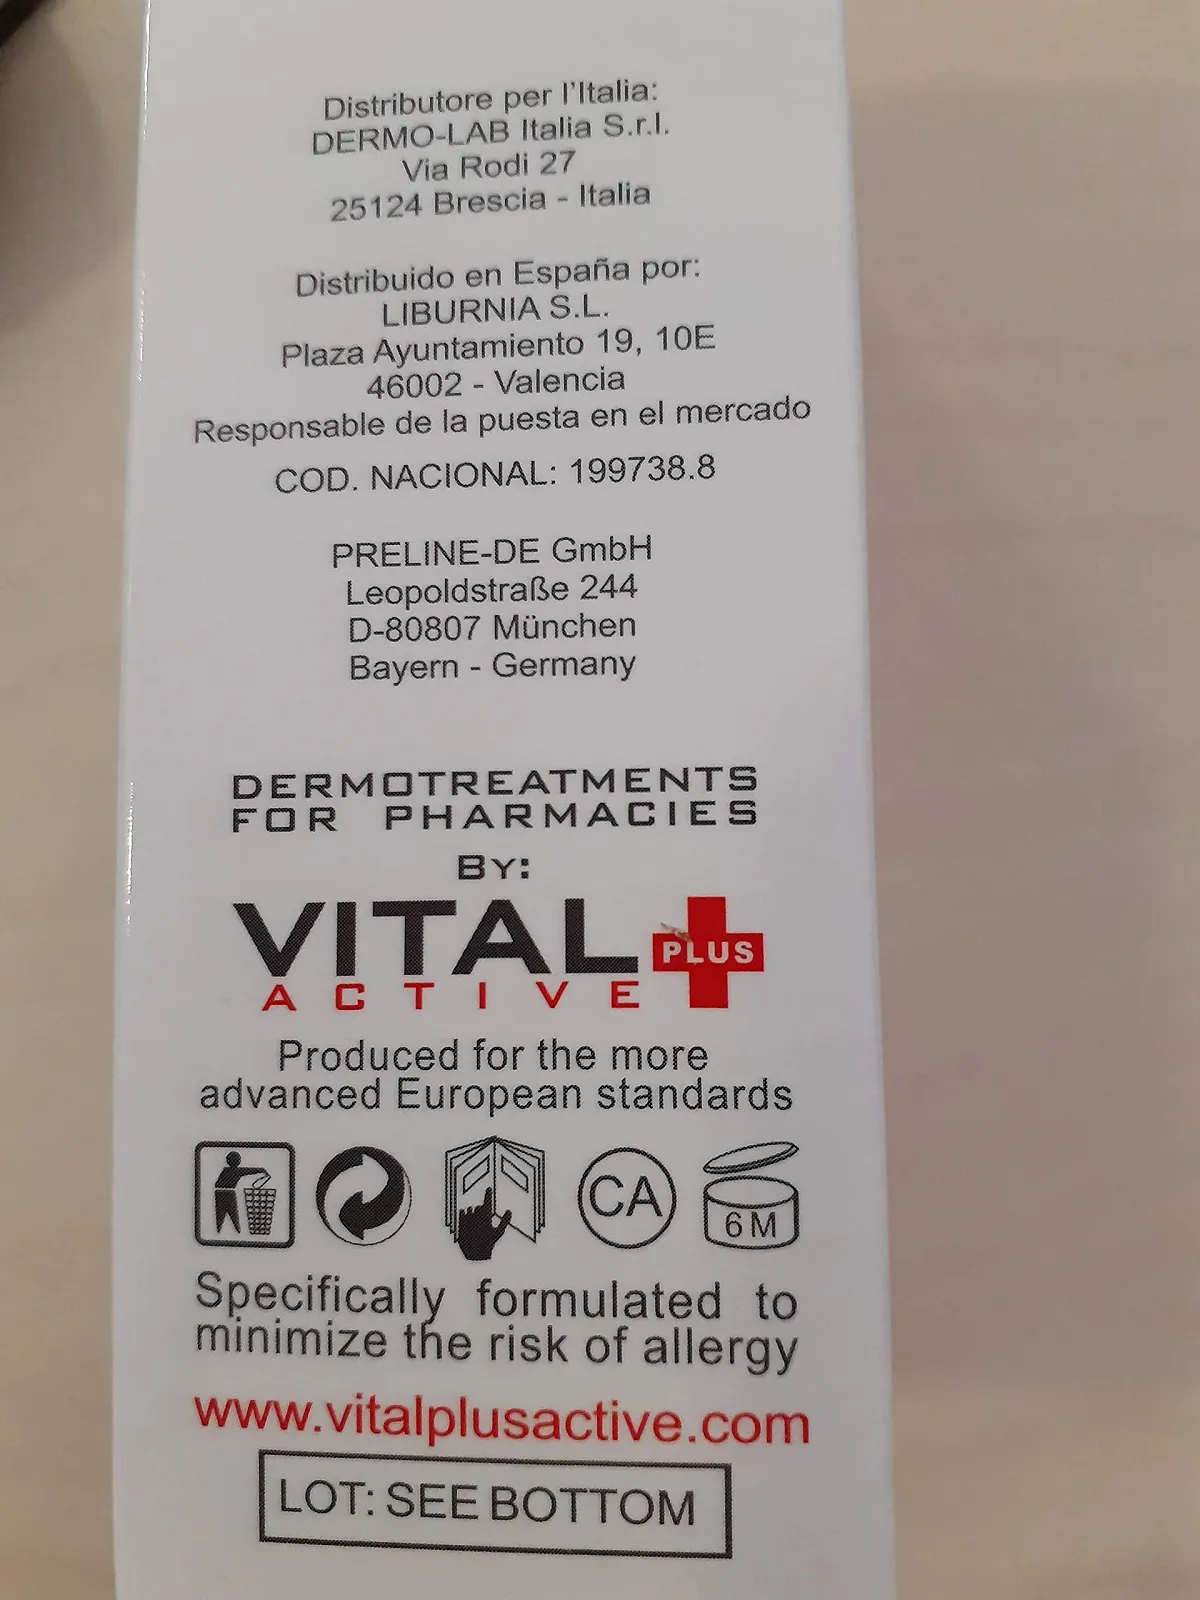 Distributore per l'Italia:
DERMO-LAB Italia S.r.l.
Via Rodi 27
25124 Brescia - Italia
Distribuido en España por:
LIBURNIA S.L.
Plaza Ayuntamiento 19, 10E
46002 - Valencia
Responsable de la puesta en el mercado
COD. NACIONAL: 199738.8
PRELINE-DE GmbH
Leopoldstraße 244
D-80807 München
Bayern - Germany
DERMOTREATMENTS
FOR PHARMACIES
BY:
VITAL PLUS
ACTIVE
Produced for the more
advanced European standards
CA
6M
Specifically formulated to
minimize the risk of allergy
www.vitalplusactive.com
LOT: SEE BOTTOM